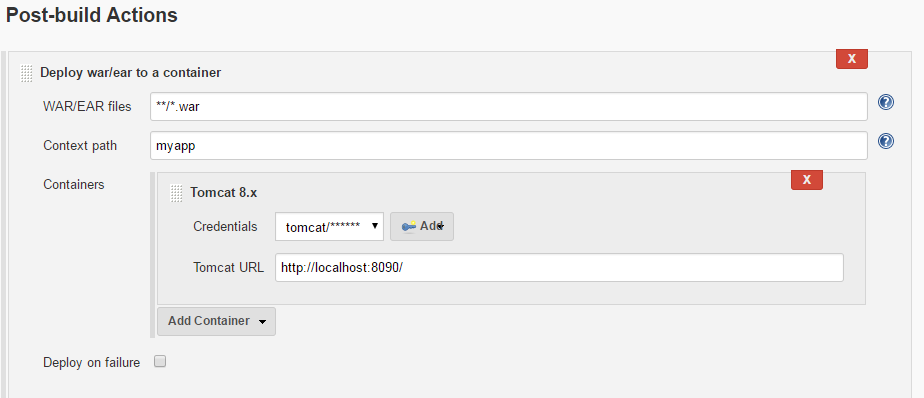 Post-build Actions
X
Deploy war/ear to a container
WAR/EAR files **/*.war ?
Context path myapp ?
Containers
X
Tomcat 8.x
Credentials tomcat/****** Add
Tomcat URL http://localhost:8090/
Add Container
Deploy on failure